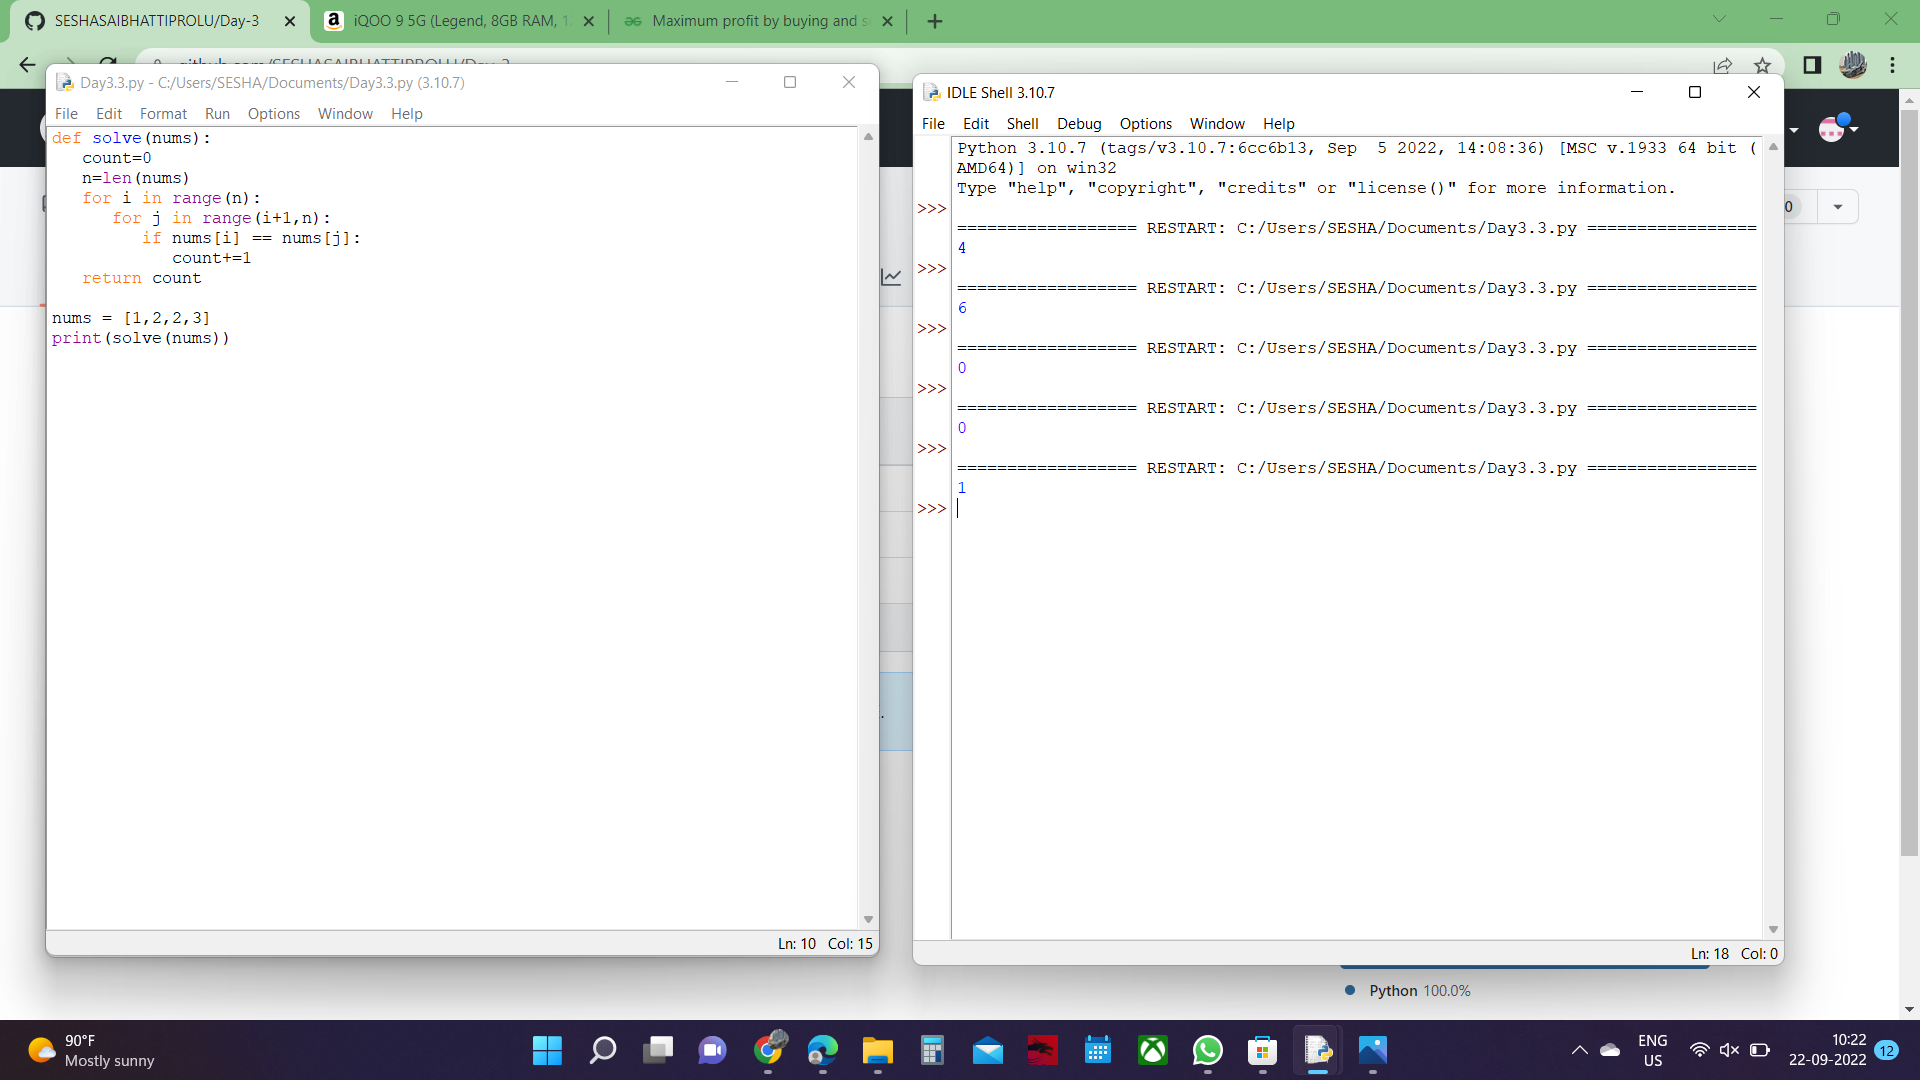 SESHASAIBHATTIPROLU/Day-3
iQOO 9 5G (Legend, 8GB RAM, 
Maximum profit by buying and
github.com/SESHASAIBHATTIPROLU/Day-3
Day3.3.py - C:/Users/SESHA/Documents/Day3.3.py (3.10.7)
File Edit Format Run Options Window Help
def solve(nums):
   count=0
   n=len(nums)
   for i in range(n):
      for j in range(i+1,n):
         if nums[i] == nums[j]:
            count+=1
   return count
nums = [1,2,2,3]
print(solve(nums))
Ln: 10 Col: 15
IDLE Shell 3.10.7
File Edit Shell Debug Options Window Help
Python 3.10.7 (tags/v3.10.7:6cc6b13, Sep  5 2022, 14:08:36) [MSC v.1933 64 bit (
AMD64)] on win32
Type "help", "copyright", "credits" or "license()" for more information.
>>>
================== RESTART: C:/Users/SESHA/Documents/Day3.3.py =================
4
>>>
================== RESTART: C:/Users/SESHA/Documents/Day3.3.py =================
6
>>>
================== RESTART: C:/Users/SESHA/Documents/Day3.3.py =================
0
>>>
================== RESTART: C:/Users/SESHA/Documents/Day3.3.py =================
0
>>>
================== RESTART: C:/Users/SESHA/Documents/Day3.3.py =================
1
>>>
Ln: 18 Col: 0
0
Python 100.0%
90°F
Mostly sunny
ENG
US
10:22
22-09-2022
12